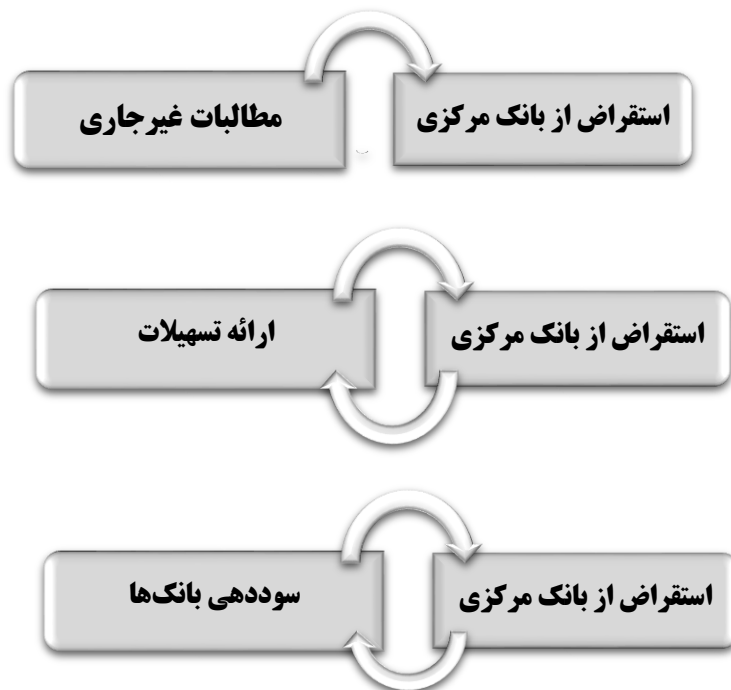 استقراض از بانک مرکزی
مطالبات غیرجاری
استقراض از بانک مرکزی
ارائه تسهیلات
استقراض از بانک مرکزی
سوددهی بانک‌ها